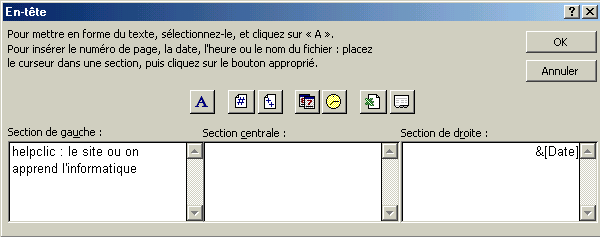 En-tête
Pour mettre en forme du texte, sélectionnez-le, et cliquez sur « A ».
Pour insérer le numéro de page, la date, l'heure ou le nom du fichier : placez
le curseur dans une section, puis cliquez sur le bouton approprié.
OK
Annuler
A
Section de gauche :
Section centrale :
Section de droite :
helpclic : le site ou on
apprend l'informatique
&[Date]